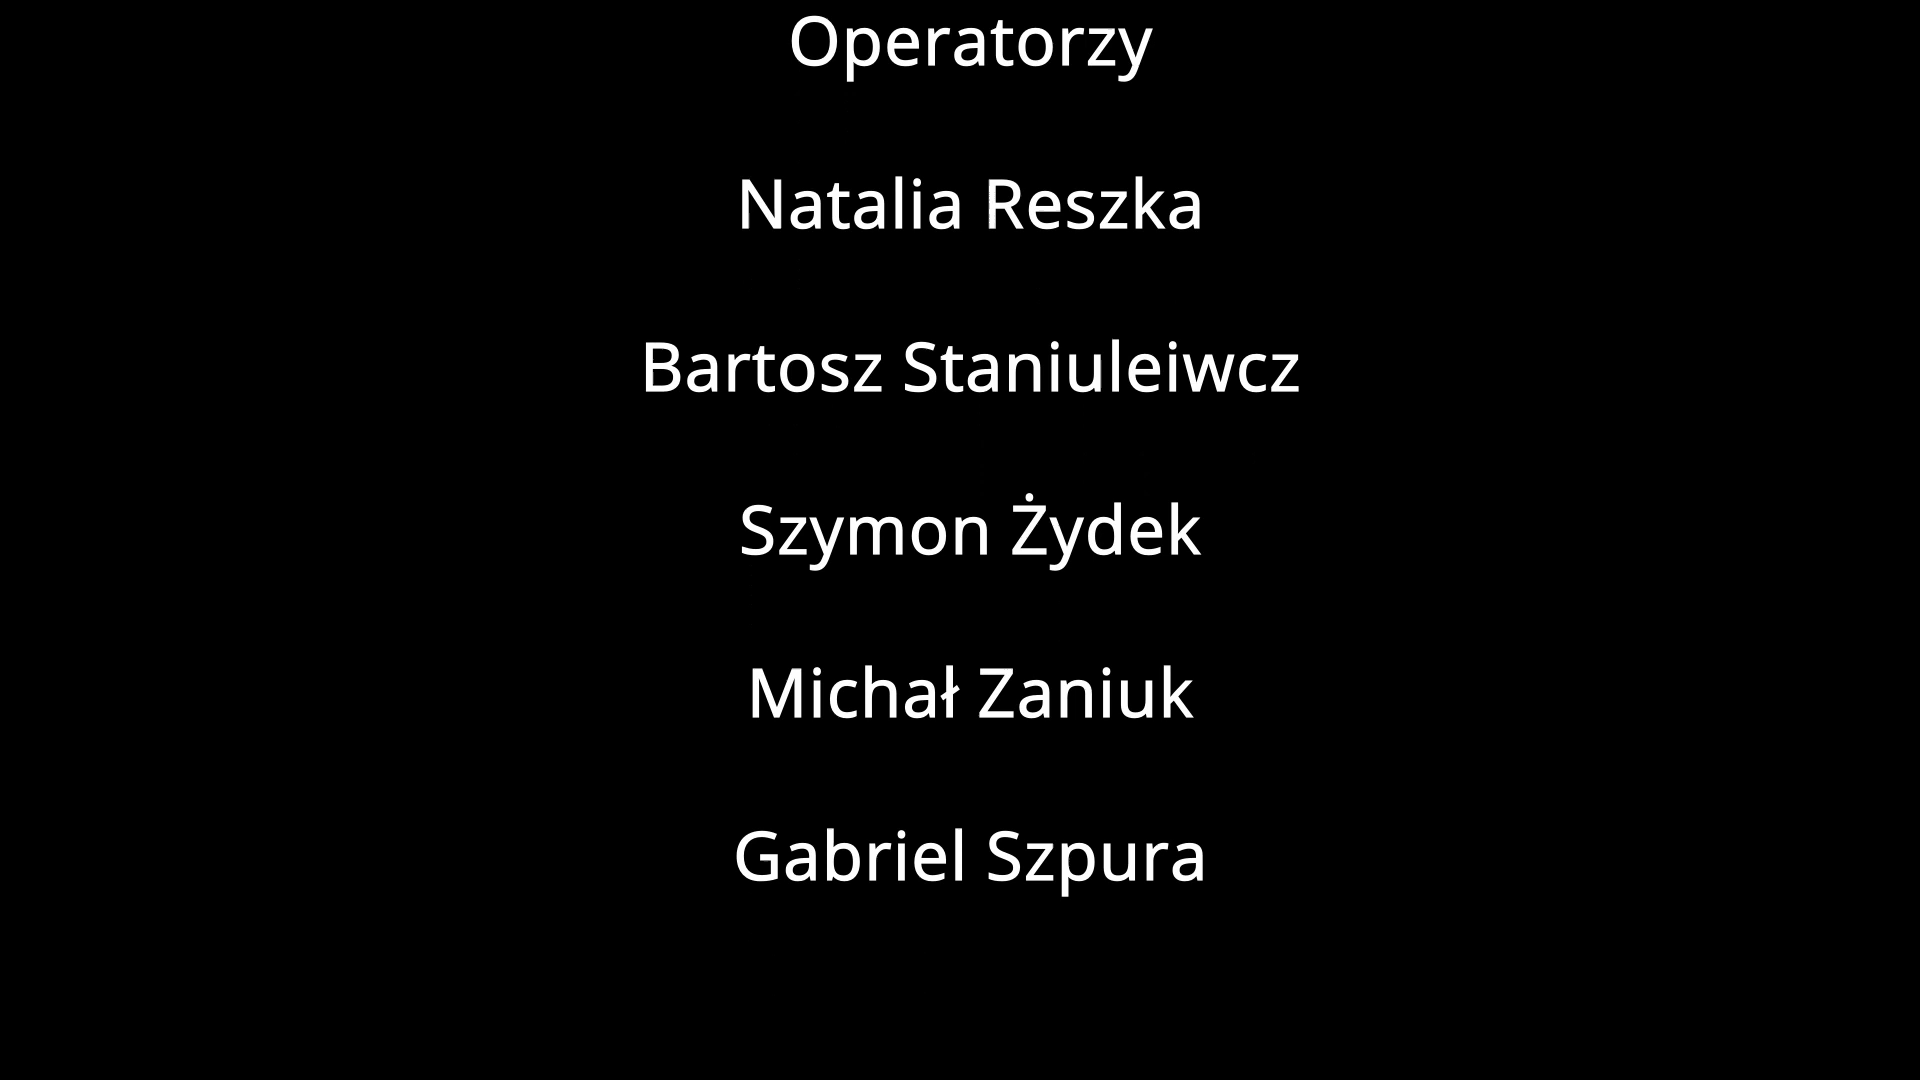 Operatorzy
Natalia Reszka
Bartosz Staniuleiwcz
Szymon Żydek
Michał Zaniuk
Gabriel Szpura